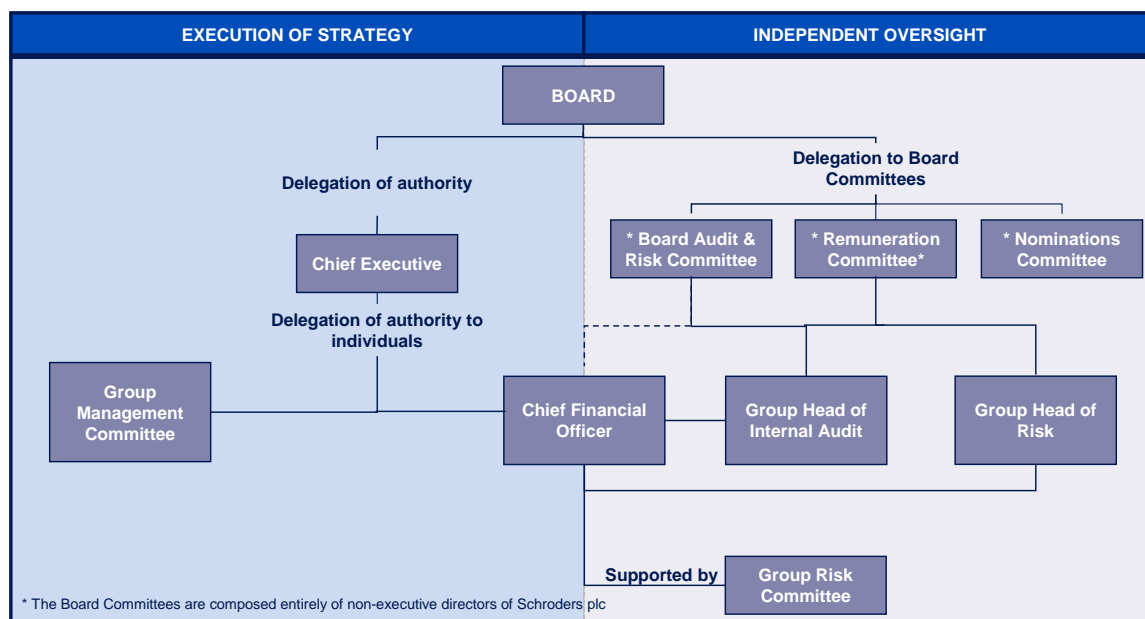 EXECUTION OF STRATEGY
INDEPENDENT OVERSIGHT
BOARD
Delegation of authority
Delegation to Board
Committees
Chief Executive
* Board Audit &
Risk Committee
* Remuneration
Committee*
* Nominations
Committee
Delegation of authority to
individuals
Group
Management
Committee
Chief Financial
Officer
Group Head of
Internal Audit
Group Head of
Risk
Supported by
Group Risk
Committee
* The Board Committees are composed entirely of non-executive directors of Schroders plc